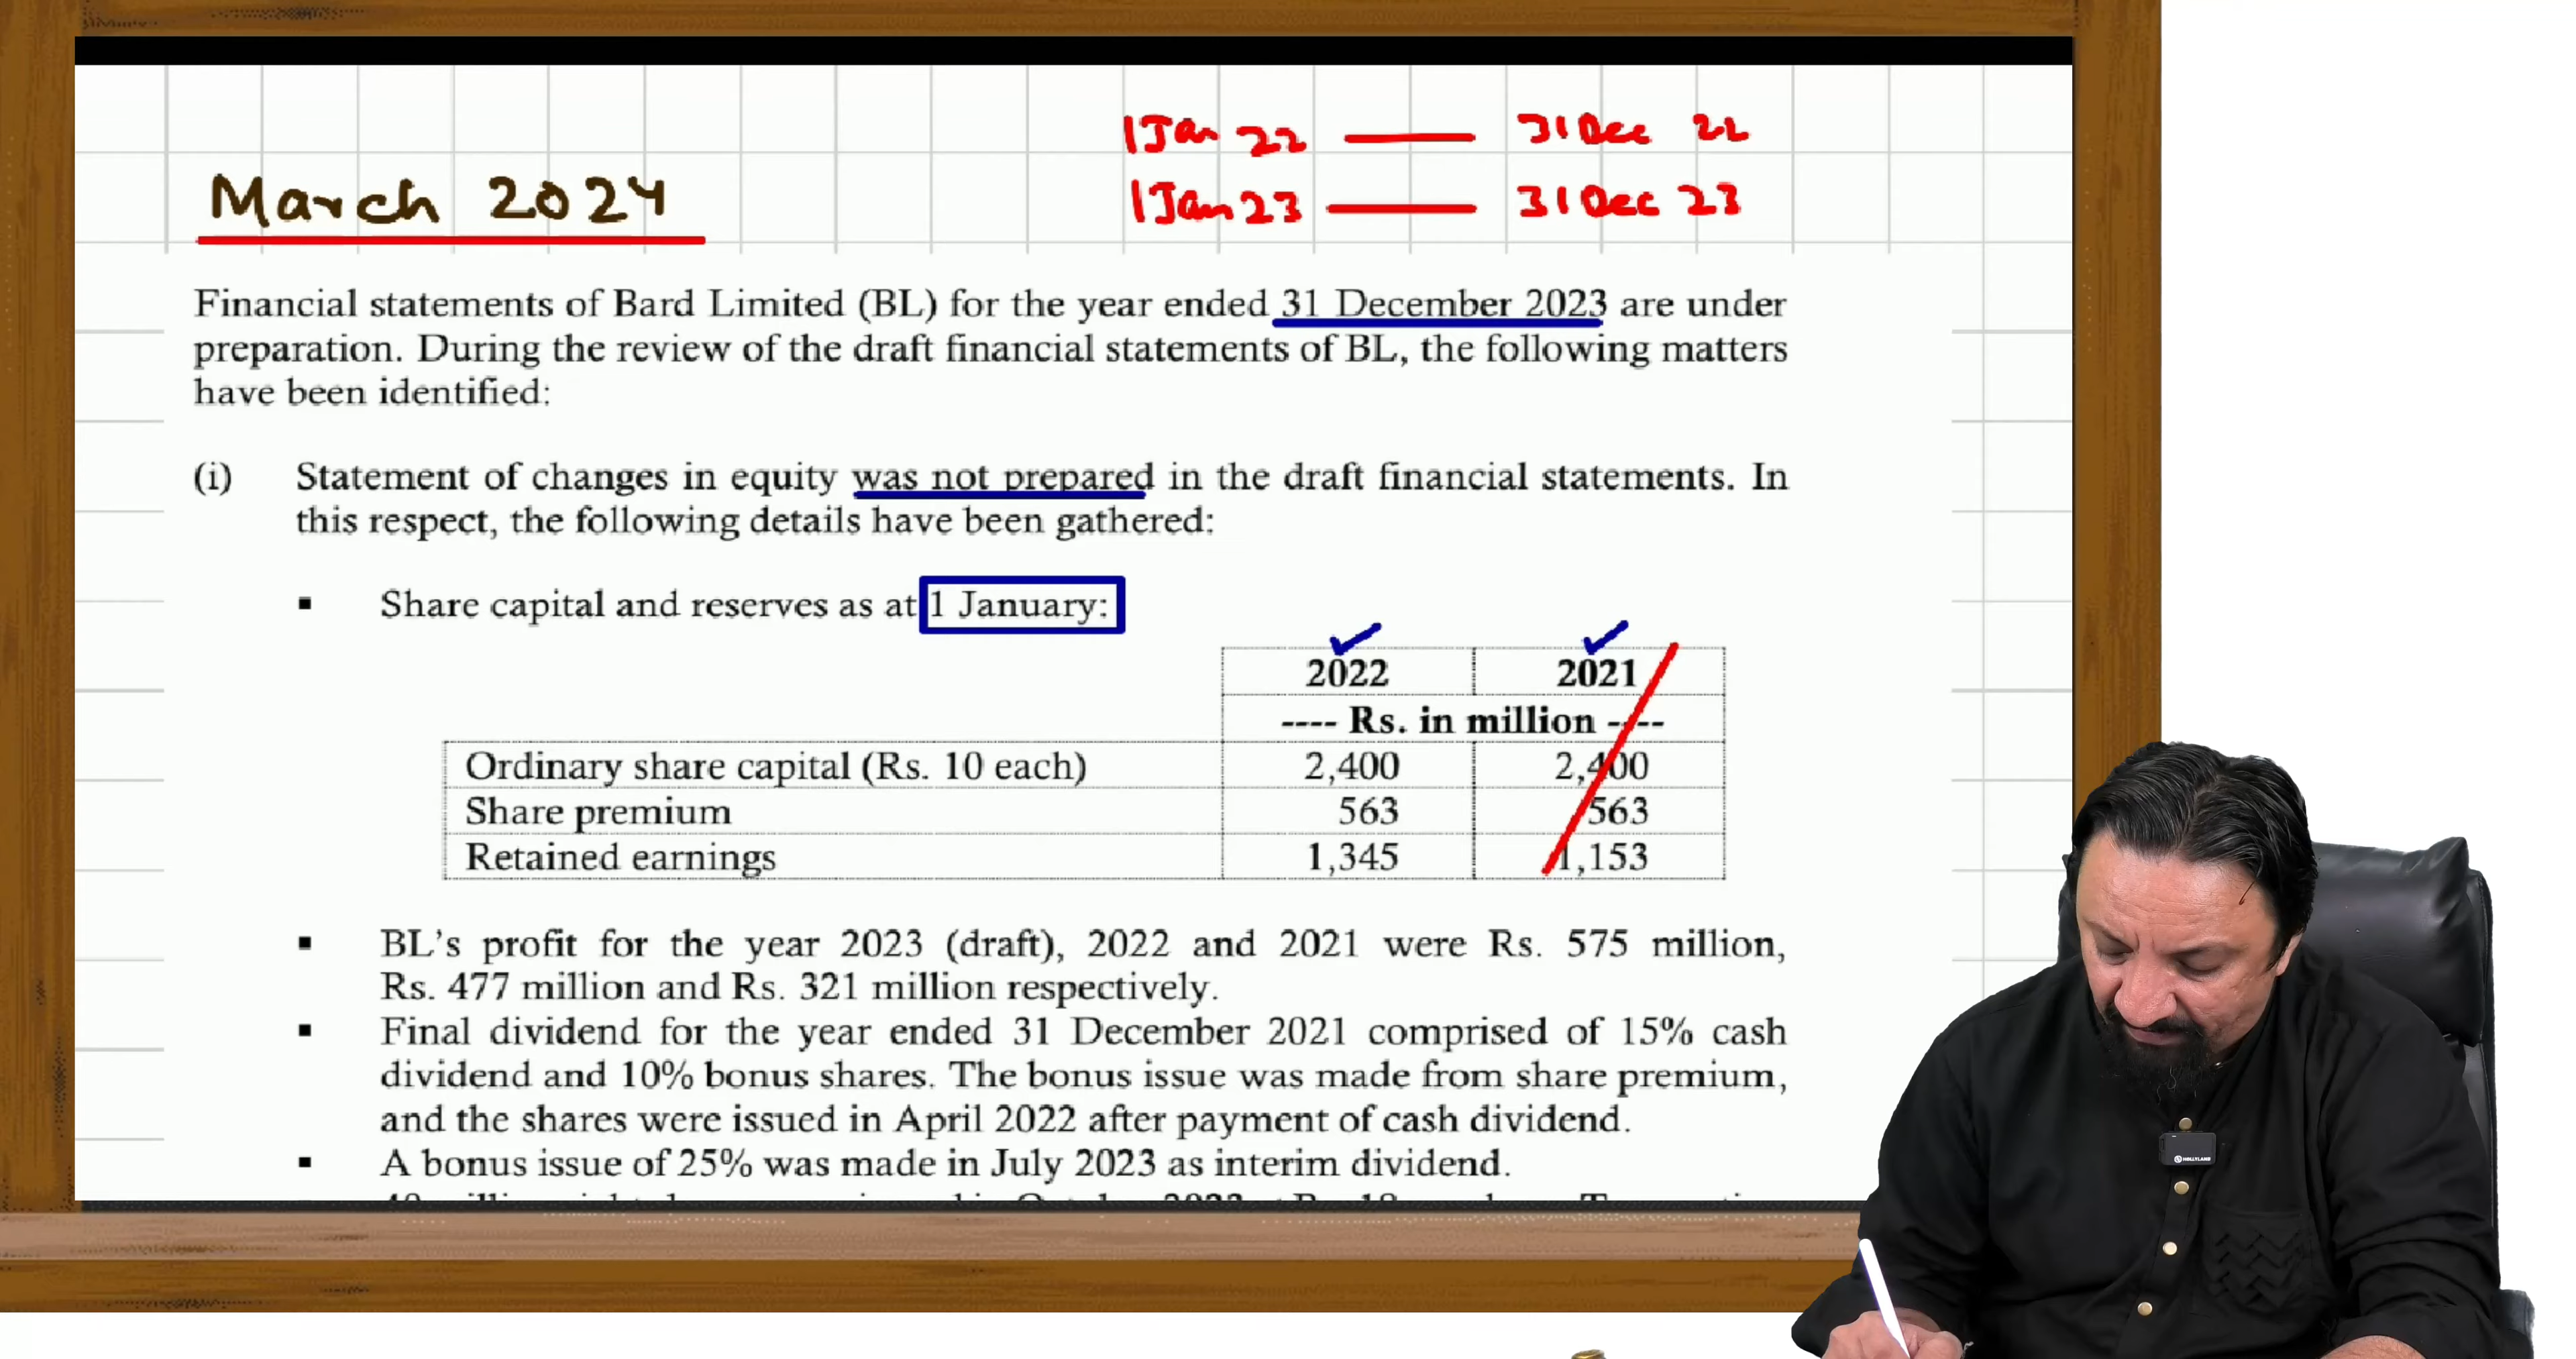 1 Jan 22 — 31 Dec 22
March 2024
1 Jan 23 — 31 Dec 23
Financial statements of Bard Limited (BL) for the year ended 31 December 2023 are under
preparation. During the review of the draft financial statements of BL, the following matters
have been identified:
(i) Statement of changes in equity was not prepared in the draft financial statements. In
this respect, the following details have been gathered:
▪ Share capital and reserves as at 1 January:
2022 2021
---- Rs. in million ----
Ordinary share capital (Rs. 10 each) 2,400 2,400
Share premium 563 563
Retained earnings 1,345 1,153
▪ BL's profit for the year 2023 (draft), 2022 and 2021 were Rs. 575 million,
Rs. 477 million and Rs. 321 million respectively.
▪ Final dividend for the year ended 31 December 2021 comprised of 15% cash
dividend and 10% bonus shares. The bonus issue was made from share premium,
and the shares were issued in April 2022 after payment of cash dividend.
▪ A bonus issue of 25% was made in July 2023 as interim dividend.
HOLLYLAND